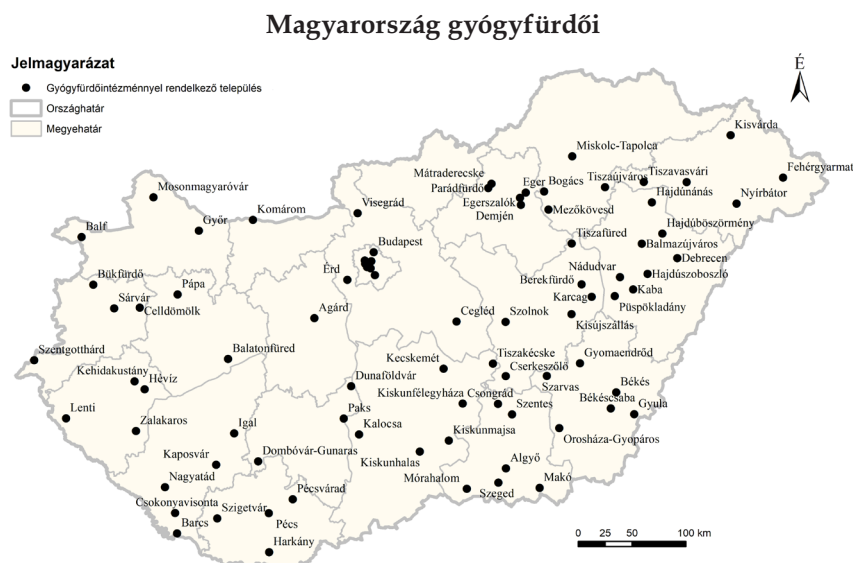 Magyarország gyógyfürdői
Jelmagyarázat
Gyógyfürdőintézménnyel rendelkező település
Országhatár
Megyehatár
É
Kisvárda
Miskolc-Tapolca
Fehérgyarmat
Mátraderecske
Parádfürdő
Eger
Bogács
Tiszaújváros
Tiszavasvári
Mosonmagyaróvár
Egerszalók
Hajdúnánás
Nyírbátor
Visegrád
Demjén
Mezőkövesd
Komárom
Győr
Balf
Hajdúböszörmény
Tiszafüred
Budapest
Balmazújváros
Debrecen
Nádudvar
Érd
Bükfürdő
Berekfürdő
Hajdúszoboszló
Pápa
Kaba
Sárvár
Karcag
Celldömölk
Püspökladány
Agárd
Cegléd
Szolnok
Kisújszállás
Szentgotthárd
Balatonfüred
Kecskemét
Tiszakécske
Gyomaendrőd
Kehidakustány
Hévíz
Dunaföldvár
Cserkeszőlő
Szarvas
Békés
Kiskunfélegyháza
Csongrád
Békéscsaba
Lenti
Paks
Szentes
Gyula
Zalakaros
Igal
Kalocsa
Kiskunmajsa
Orosháza-Gyopáros
Kaposvár
Dombóvár-Gunaras
Kiskunhalas
Algyő
Nagyatád
Mórahalom
Makó
Pécsvárad
Szeged
Csokonyavisonta
Szigetvár
Barcs
Pécs
Harkány
0 25 50 100 km